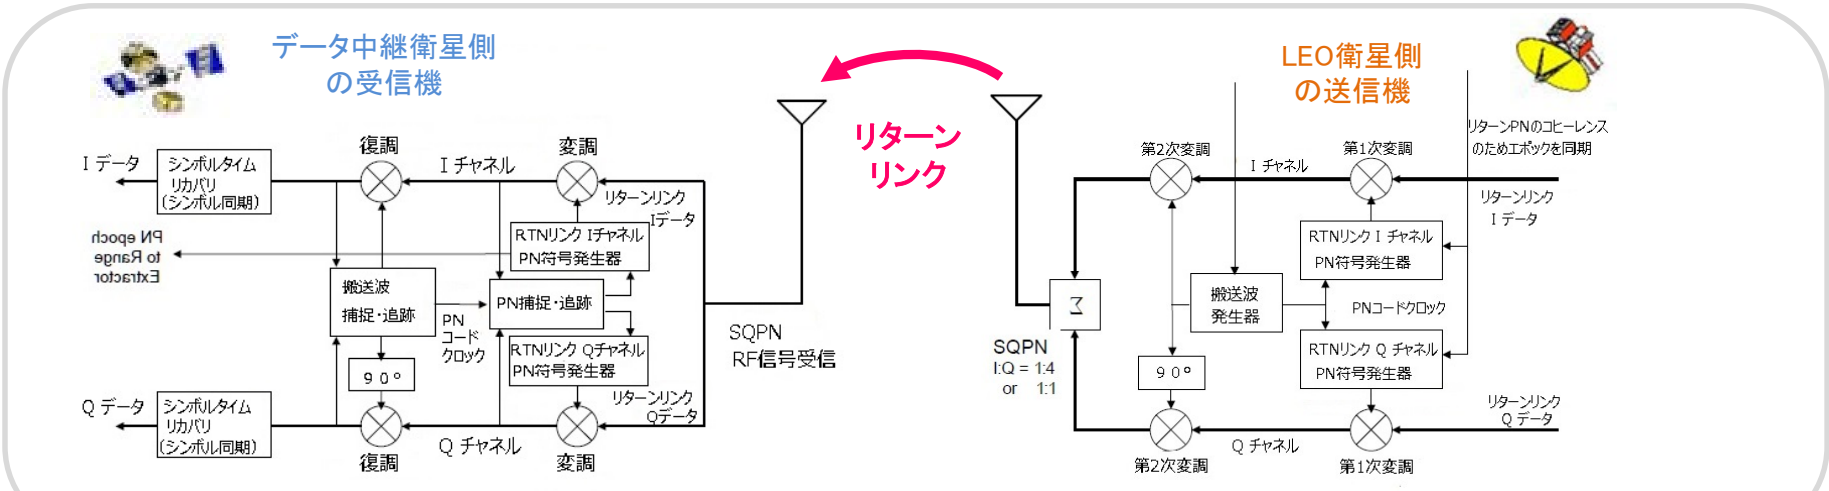 データ中継衛星側
の受信機
リターン
リンク
LEO衛星側
の送信機
復調
変調
I データ
シンボルタイム
リカバリ
(シンボル同期)
I チャネル
リターンリンク
Iデータ
RTNリンク Iチャネル
PN符号発生器
PN epoch
to Range
Extractor
搬送波
捕捉・追跡
PN捕捉・追跡
PN
コード
クロック
RTNリンク Qチャネル
PN符号発生器
90°
SQPN
RF信号受信
リターンリンク
Qデータ
Q データ
シンボルタイム
リカバリ
(シンボル同期)
Q チャネル
復調
変調
リターンPNのコヒーレンス
のためエポックを同期
第2次変調
I チャネル
第1次変調
リターンリンク
I データ
RTNリンク I チャネル
PN符号発生器
搬送波
発生器
PNコードクロック
Σ
SQPN
I:Q = 1:4
or 1:1
RTNリンク Q チャネル
PN符号発生器
90°
リターンリンク
Q データ
Q チャネル
第2次変調
第1次変調